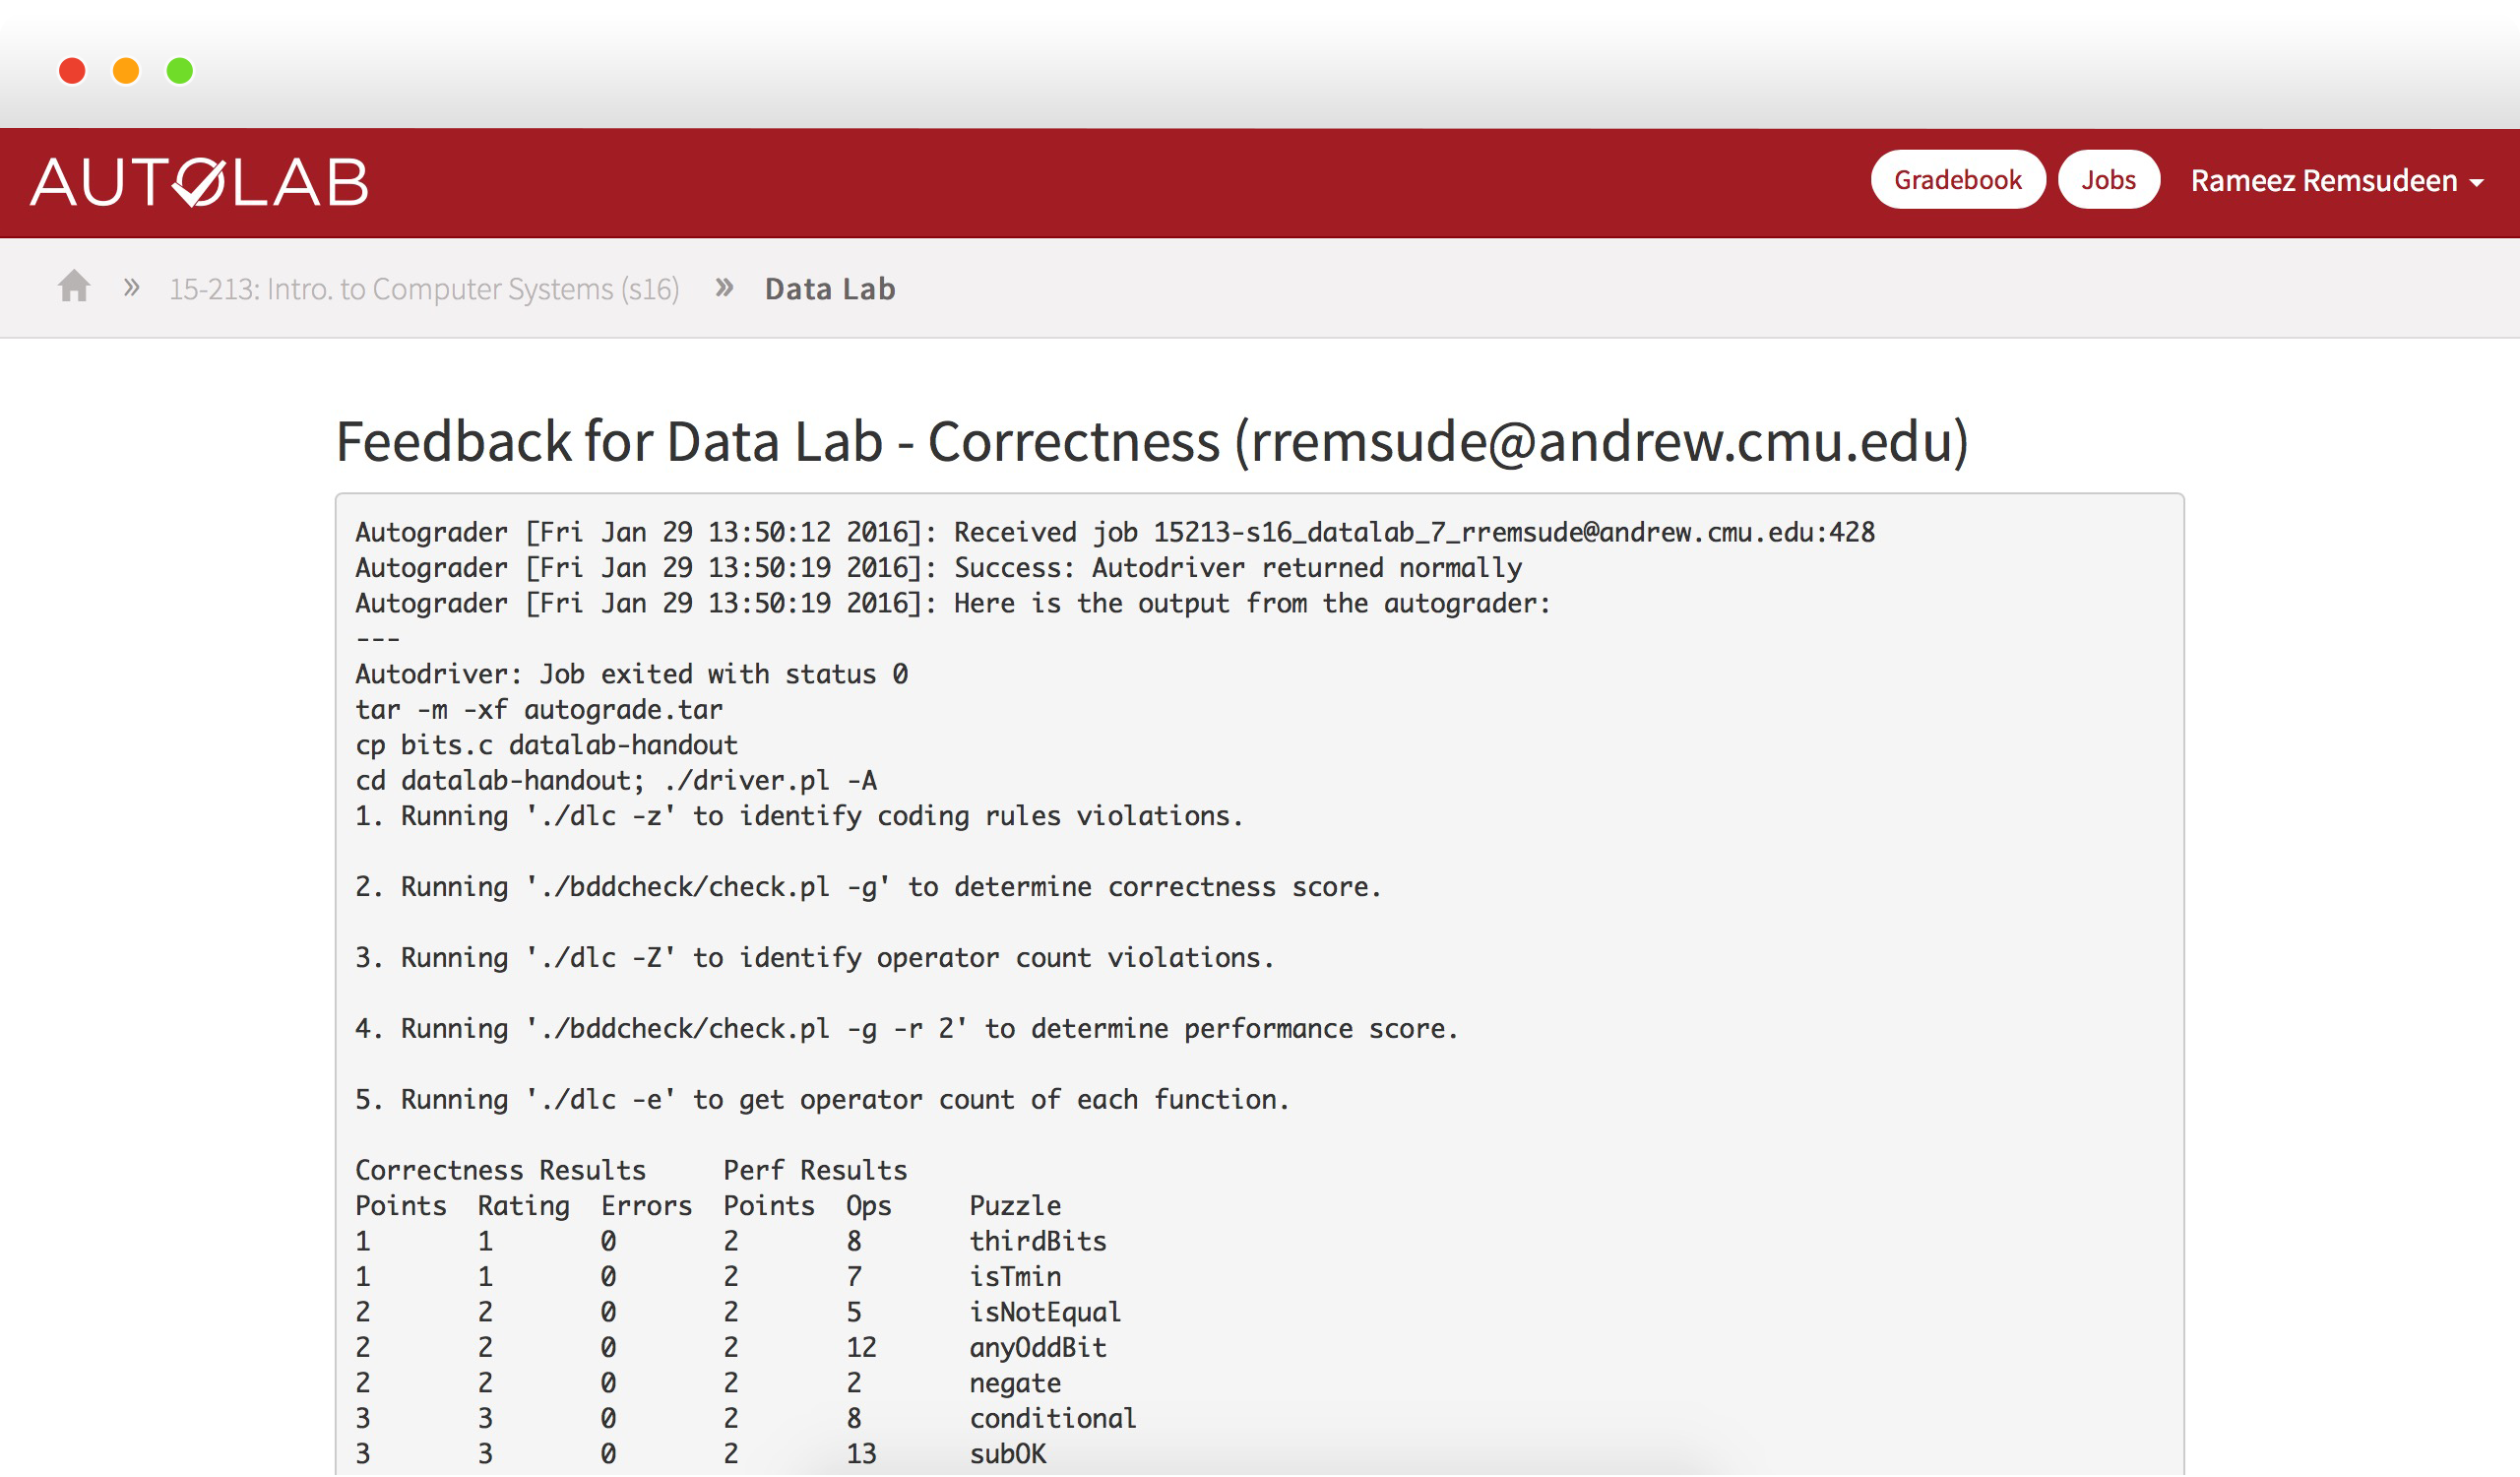 AUTOLAB
Gradebook Jobs Rameez Remsudeen
» 15-213: Intro. to Computer Systems (s16) » Data Lab
Feedback for Data Lab - Correctness (rremsude@andrew.cmu.edu)
Autograder [Fri Jan 29 13:50:12 2016]: Received job 15213-s16_datalab_7_rremsude@andrew.cmu.edu:428
Autograder [Fri Jan 29 13:50:19 2016]: Success: Autodriver returned normally
Autograder [Fri Jan 29 13:50:19 2016]: Here is the output from the autograder:
---
Autodriver: Job exited with status 0
tar -m -xf autograde.tar
cp bits.c datalab-handout
cd datalab-handout; ./driver.pl -A
1. Running './dlc -z' to identify coding rules violations.
2. Running './bddcheck/check.pl -g' to determine correctness score.
3. Running './dlc -Z' to identify operator count violations.
4. Running './bddcheck/check.pl -g -r 2' to determine performance score.
5. Running './dlc -e' to get operator count of each function.
Correctness Results Perf Results
Points Rating Errors Points Ops Puzzle
1 1 0 2 8 thirdBits
1 1 0 2 7 isTmin
2 2 0 2 5 isNotEqual
2 2 0 2 12 anyOddBit
2 2 0 2 2 negate
3 3 0 2 8 conditional
3 3 0 2 13 subOK